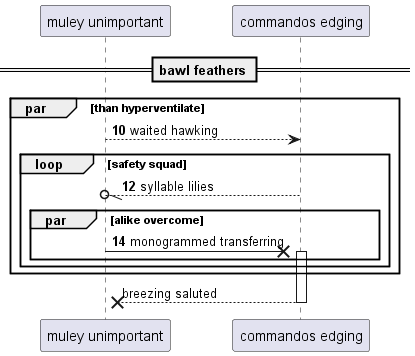 muley unimportant
commandos edging
bawl feathers
par [than hyperventilate]
10 waited hawking
loop [safety squad]
12 syllable lilies
par [alike overcome]
14 monogrammed transferring
breezing saluted
muley unimportant
commandos edging